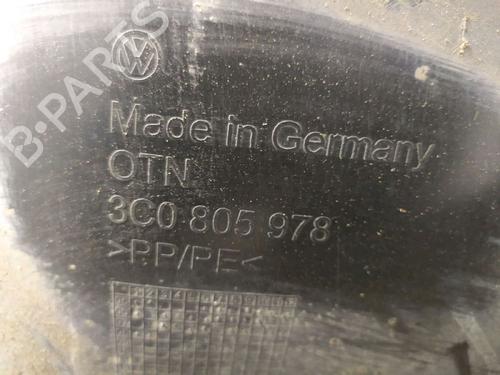 B-PARTS
Made in Germany
OTN
3C0 805 978
>PP/PE<